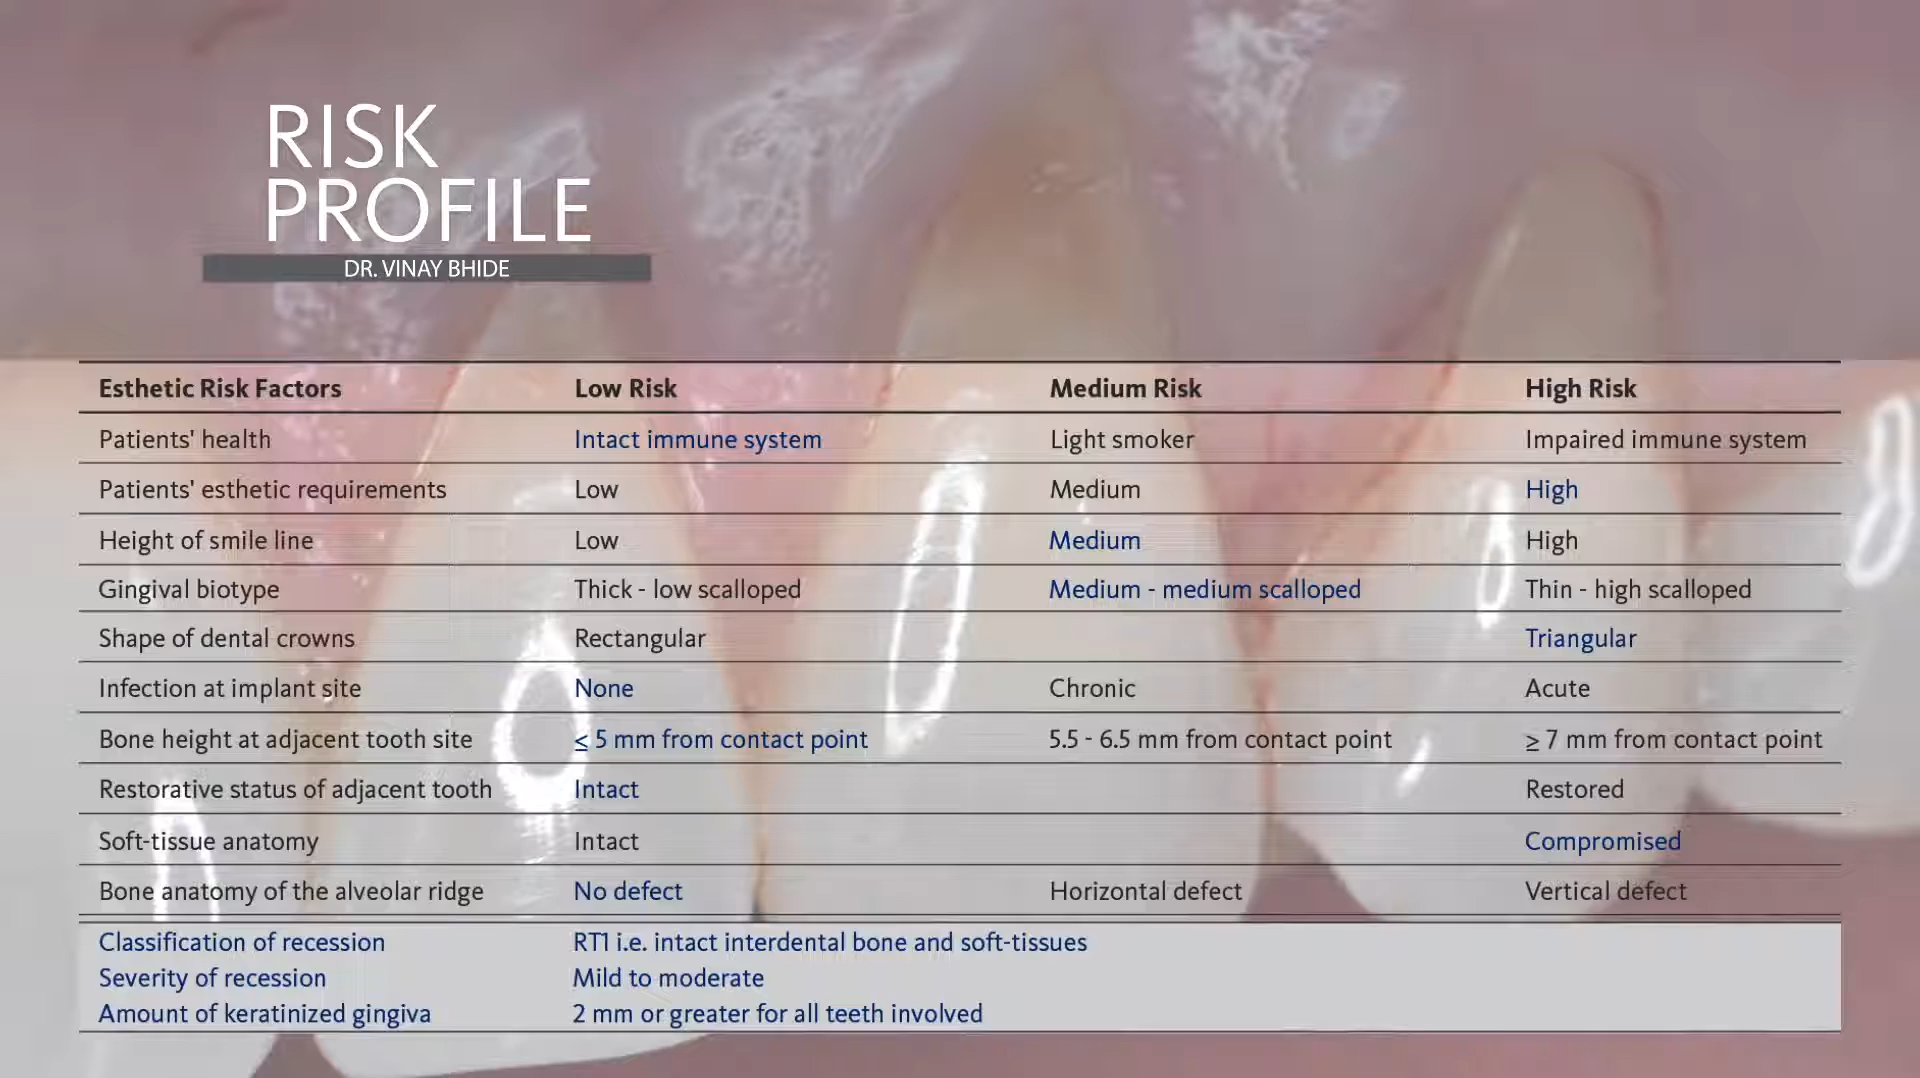 RISK
PROFILE
DR. VINAY BHIDE
Esthetic Risk Factors Low Risk Medium Risk High Risk
Patients' health Intact immune system Light smoker Impaired immune system
Patients' esthetic requirements Low Medium High
Height of smile line Low Medium High
Gingival biotype Thick - low scalloped Medium - medium scalloped Thin - high scalloped
Shape of dental crowns Rectangular Triangular
Infection at implant site None Chronic Acute
Bone height at adjacent tooth site ≤ 5 mm from contact point 5.5 - 6.5 mm from contact point ≥ 7 mm from contact point
Restorative status of adjacent tooth Intact Restored
Soft-tissue anatomy Intact Compromised
Bone anatomy of the alveolar ridge No defect Horizontal defect Vertical defect
Classification of recession RT1 i.e. intact interdental bone and soft-tissues
Severity of recession Mild to moderate
Amount of keratinized gingiva 2 mm or greater for all teeth involved